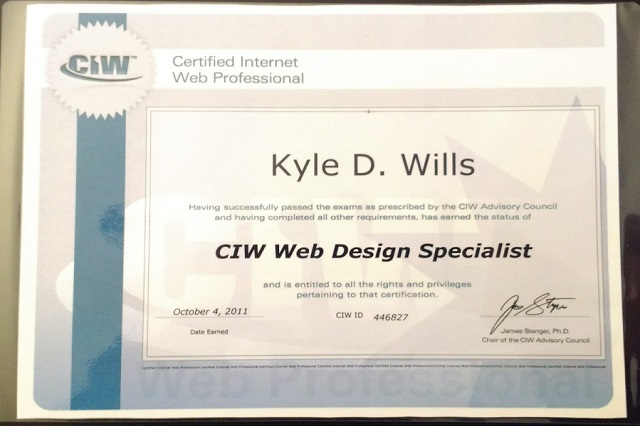 CIW™
Certified Internet
Web Professional
Kyle D. Wills
Having successfully passed the exams as prescribed by the CIW Advisory Council
and having completed all other requirements, has earned the status of
CIW Web Design Specialist
and is entitled to all the rights and privileges
pertaining to that certification.
October 4, 2011
Date Earned
CIW ID 446827
James Stanger, Ph.D.
Chair of the CIW Advisory Council
Web Professional